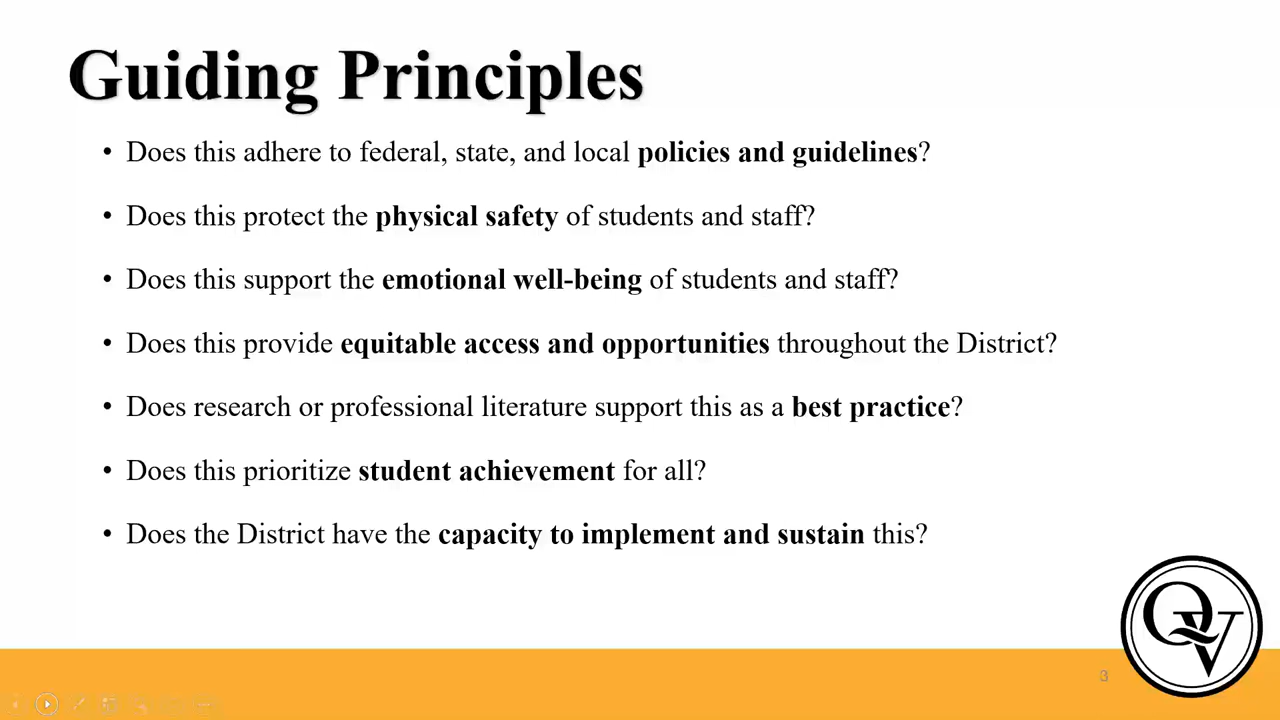 Guiding Principles
• Does this adhere to federal, state, and local policies and guidelines?
• Does this protect the physical safety of students and staff?
• Does this support the emotional well-being of students and staff?
• Does this provide equitable access and opportunities throughout the District?
• Does research or professional literature support this as a best practice?
• Does this prioritize student achievement for all?
• Does the District have the capacity to implement and sustain this?
QV
3